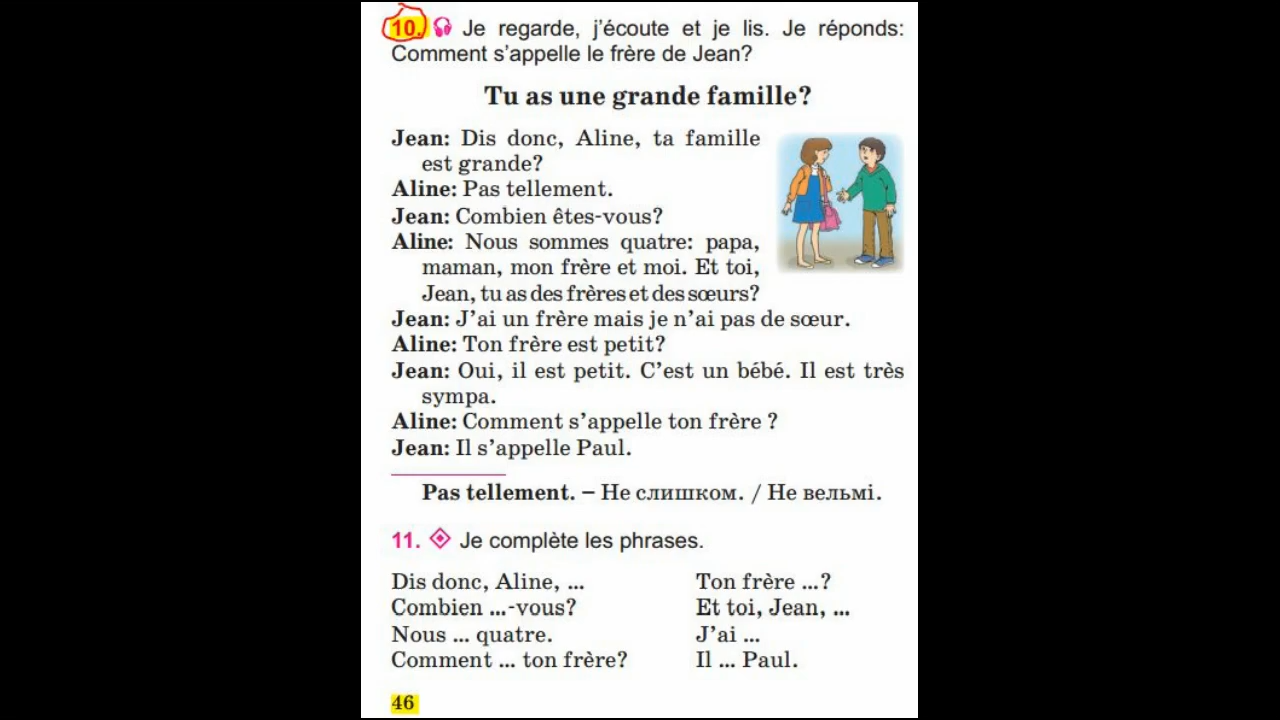 10. Je regarde, j'écoute et je lis. Je réponds:
Comment s'appelle le frère de Jean?
Tu as une grande famille?
Jean: Dis donc, Aline, ta famille
est grande?
Aline: Pas tellement.
Jean: Combien êtes-vous?
Aline: Nous sommes quatre: papa,
maman, mon frère et moi. Et toi,
Jean, tu as des frères et des sœurs?
Jean: J'ai un frère mais je n'ai pas de sœur.
Aline: Ton frère est petit?
Jean: Oui, il est petit. C'est un bébé. Il est très
sympa.
Aline: Comment s'appelle ton frère ?
Jean: Il s'appelle Paul.
Pas tellement. – Не слишком. / Не вельмі.
11. Je complète les phrases.
Dis donc, Aline, ...
Combien ...-vous?
Nous ... quatre.
Comment ... ton frère?
Ton frère ...?
Et toi, Jean, ...
J'ai ...
Il ... Paul.
46